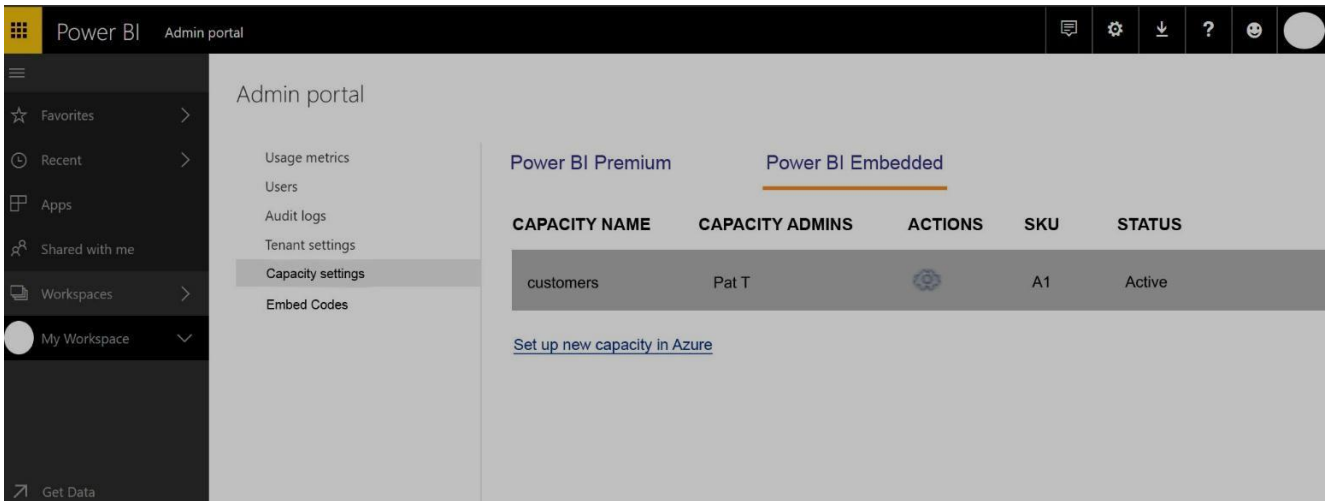 Power BI Admin portal ?
Favorites
Recent
Apps
Shared with me
Workspaces
My Workspace
Get Data
Admin portal
Usage metrics
Users
Audit logs
Tenant settings
Capacity settings
Embed Codes
Power BI Premium Power BI Embedded
CAPACITY NAME CAPACITY ADMINS ACTIONS SKU STATUS
customers Pat T A1 Active
Set up new capacity in Azure